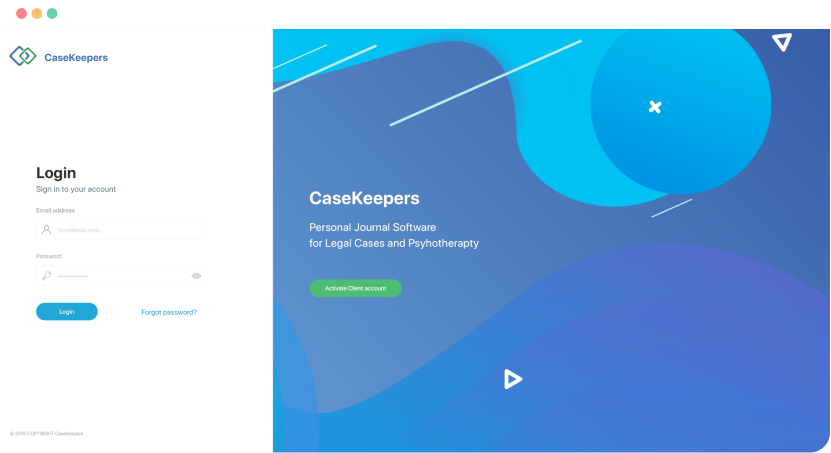 CaseKeepers
Login
Sign in to your account
Email address
Your@mail.com...
Password
Login
Forgot password?
© 2018 COPYRIGHT CaseKeepers
CaseKeepers
Personal Journal Software
for Legal Cases and Psyhotherapty
Activate Client account